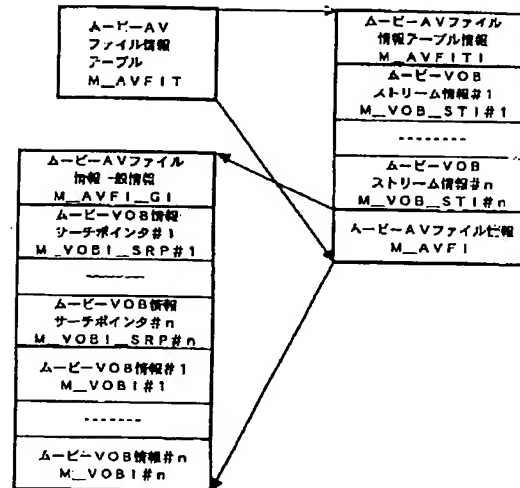 ムービーAV
ファイル情報
テーブル
M_AVFIT
ムービーAVファイル
情報テーブル情報
M_AVFITI
ムービーVOB
ストリーム情報#1
M_VOB_STI#1
--------
ムービーVOB
ストリーム情報#n
M_VOB_STI#n
ムービーAVファイル情報
M_AVFI
ムービーAVファイル
情報一般情報
M_AVFI_GI
ムービーVOB情報
サーチポインタ#1
M_VOBI_SRP#1
-------
ムービーVOB情報
サーチポインタ#n
M_VOBI_SRP#n
ムービーVOB情報#1
M_VOBI#1
-------
ムービーVOB情報#n
M_VOBI#n